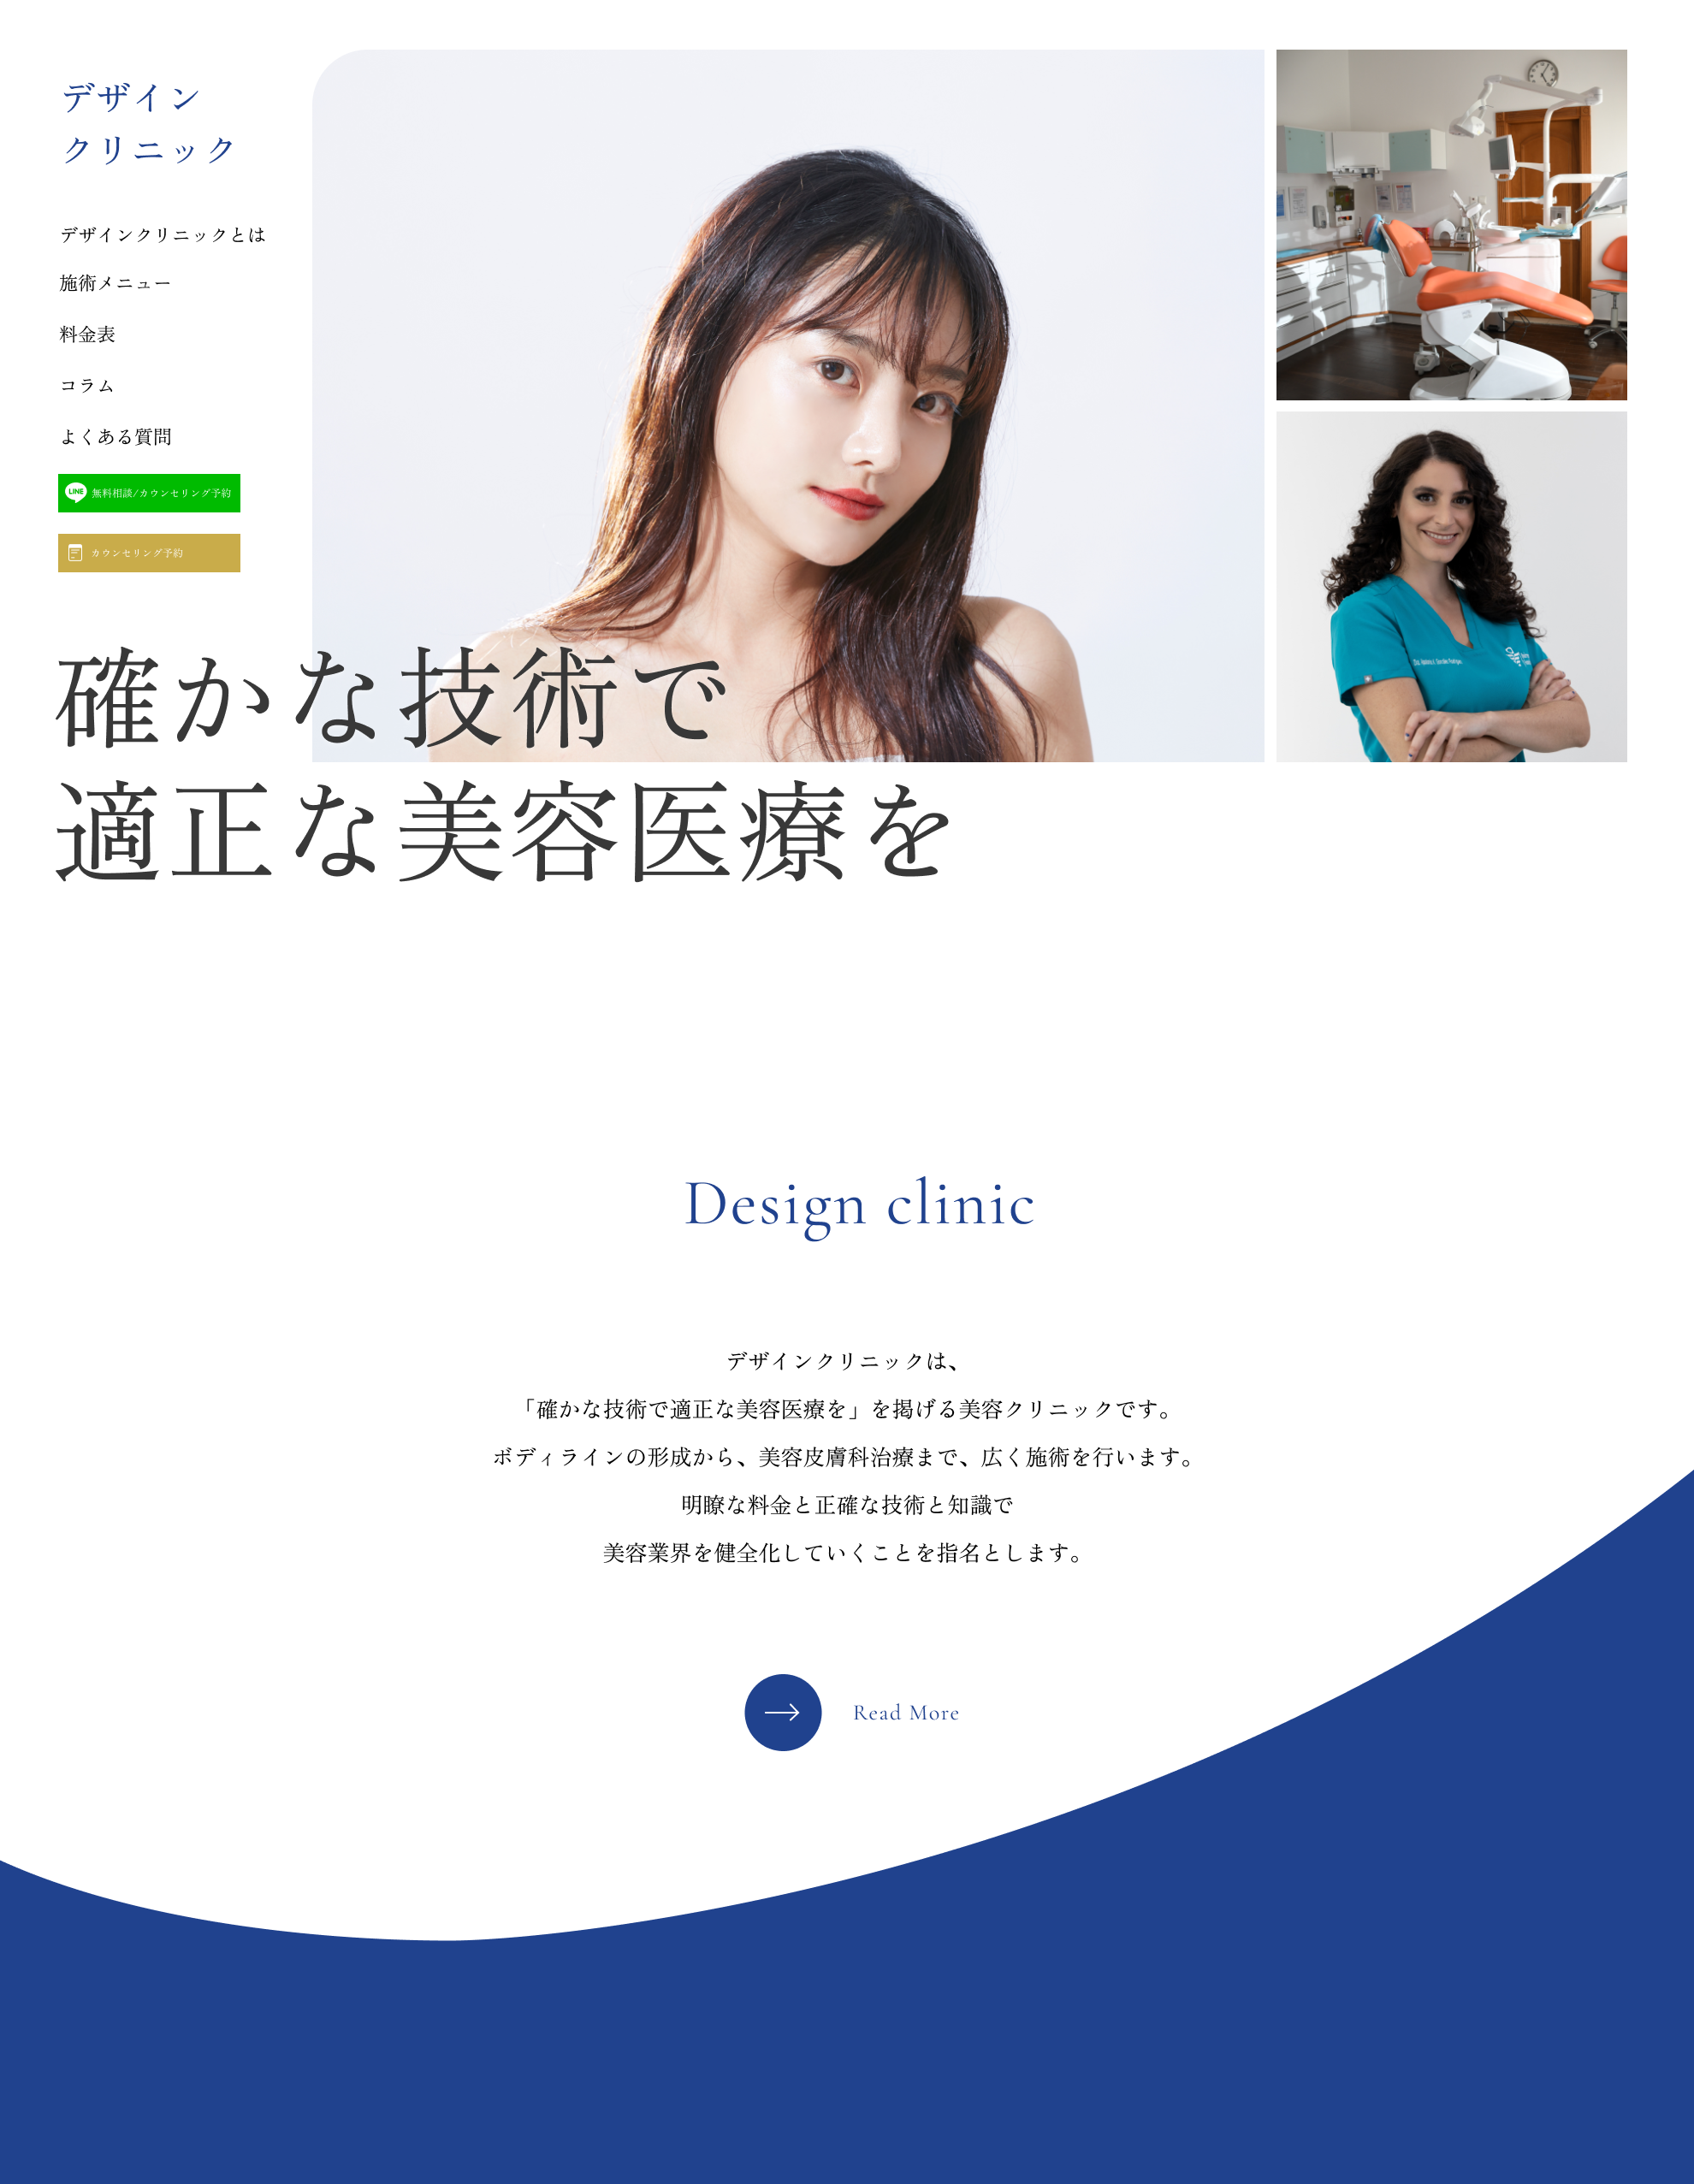 デザイン
クリニック
デザインクリニックとは
施術メニュー
料金表
コラム
よくある質問
LINE 無料相談/カウンセリング予約
カウンセリング予約
確かな技術で
適正な美容医療を
Design clinic
デザインクリニックは、
「確かな技術で適正な美容医療を」を掲げる美容クリニックです。
ボディラインの形成から、美容皮膚科治療まで、広く施術を行います。
明瞭な料金と正確な技術と知識で
美容業界を健全化していくことを指名とします。
Read More